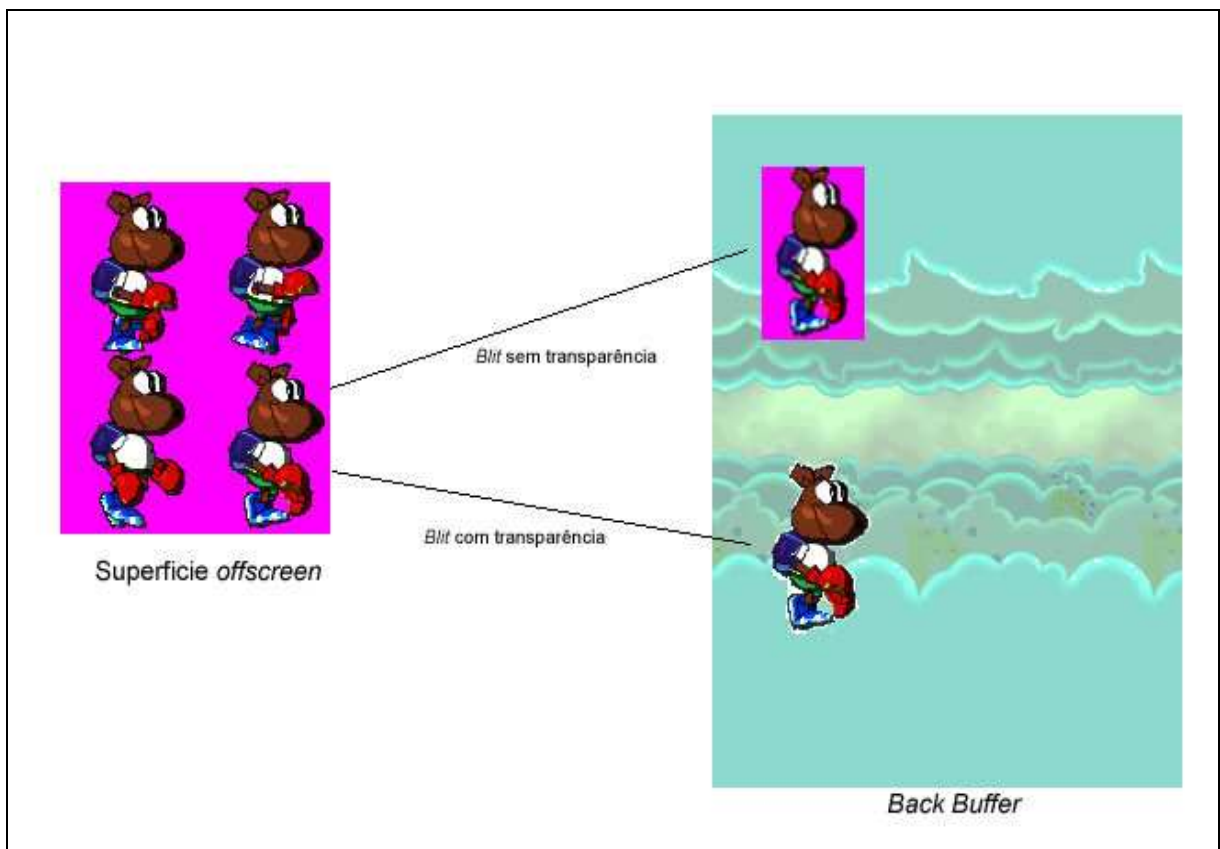 Blit sem transparência
Blit com transparência
Superficie offscreen
Back Buffer